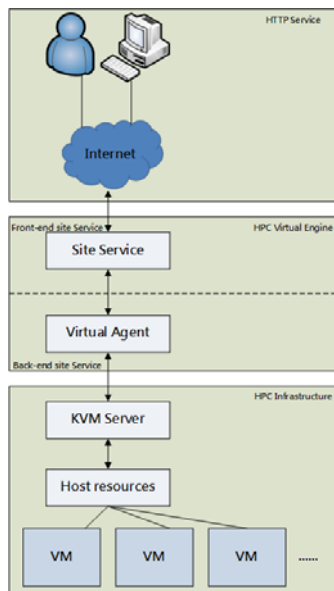 HTTP Service
Internet
Front-end site Service
HPC Virtual Engine
Site Service
Virtual Agent
Back-end site Service
HPC Infrastructure
KVM Server
Host resources
VM
VM
VM
......